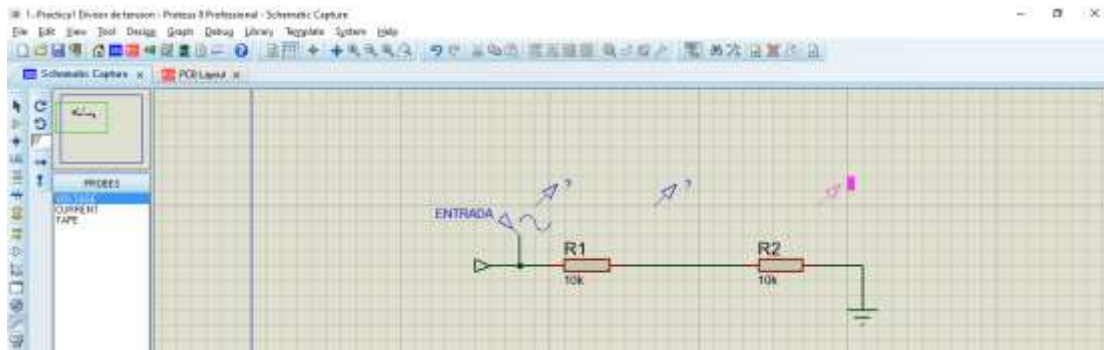 1.-Practica1 Divisor de tension - Proteus 8 Professional - Schematic Capture
File Edit View Tool Design Graph Debug Library Template System Help
Schematic Capture x PCB Layout x
PROBES
VOLTAGE
CURRENT
TAPE
? ?
ENTRADA
R1 R2
10k 10k